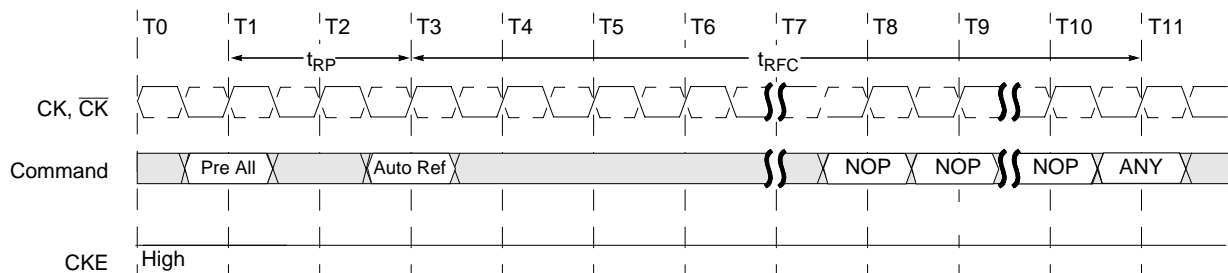 T0 T1 T2 T3 T4 T5 T6 T7 T8 T9 T10 T11
tRP tRFC
CK, C̅K̅
Command Pre All Auto Ref NOP NOP NOP ANY
CKE High